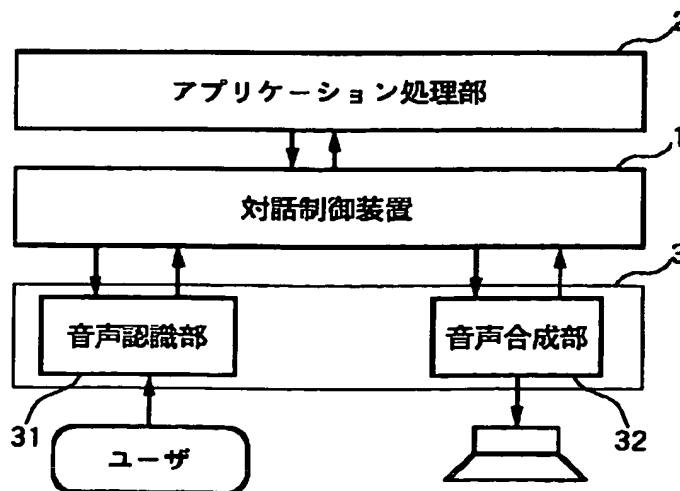 2
アプリケーション処理部
1
対話制御装置
3
音声認識部
音声合成部
31
32
ユーザ